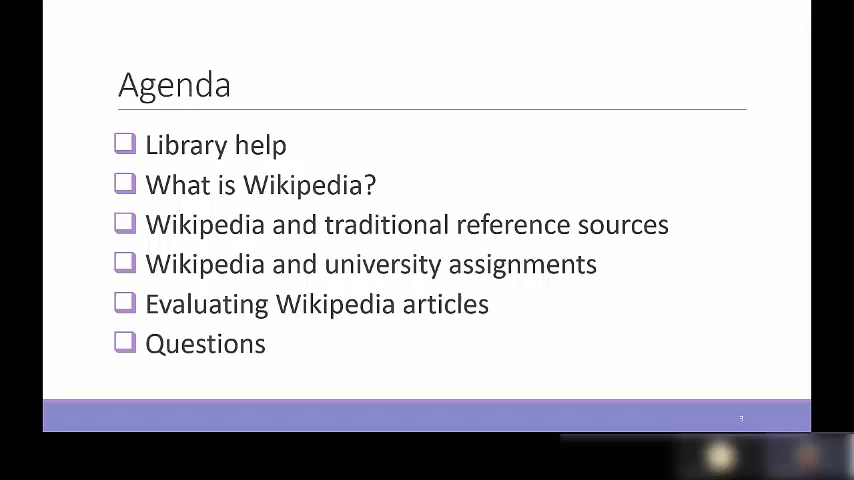 Agenda
Library help
What is Wikipedia?
Wikipedia and traditional reference sources
Wikipedia and university assignments
Evaluating Wikipedia articles
Questions
3